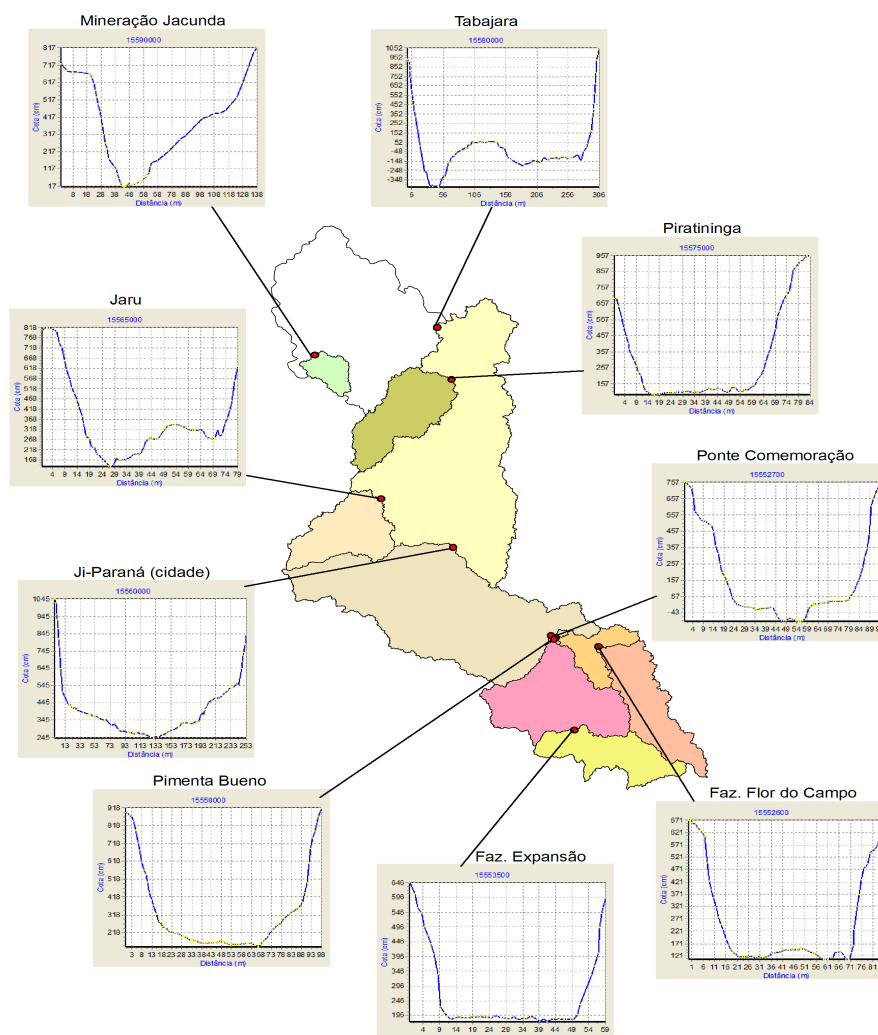 Mineração Jacunda
15590000
817
717
617
517
417
317
217
117
17
Cota (cm)
8 18 28 38 48 58 68 78 88 98 108 118 128 138
Distância (m)
Tabajara
15580000
1052
952
852
752
652
552
452
352
252
152
52
-48
-148
-248
-348
Cota (cm)
6 56 106 156 206 256 306
Distância (m)
Piratininga
15575000
957
857
757
657
557
457
357
257
157
Cota (cm)
4 9 14 19 24 29 34 39 44 49 54 59 64 69 74 79 84
Distância (m)
Jaru
15565000
818
768
718
668
618
568
518
468
418
368
318
268
218
168
Cota (cm)
4 9 14 19 24 29 34 39 44 49 54 59 64 69 74 79
Distância (m)
Ponte Comemoração
15552700
757
657
557
457
357
257
157
57
-43
Cota (cm)
4 9 14 19 24 29 34 39 44 49 54 59 64 69 74 79 84 89
Distância (m)
Ji-Paraná (cidade)
15560000
1045
945
845
745
645
545
445
345
245
Cota (cm)
13 33 53 73 93 113 133 153 173 193 213 233 253
Distância (m)
Pimenta Bueno
15558000
918
818
718
618
518
418
318
218
Cota (cm)
3 8 13 18 23 28 33 38 43 48 53 58 63 68 73 78 83 88 93 98
Distância (m)
Faz. Expansão
15553500
646
596
546
496
446
396
346
296
246
196
Cota (cm)
4 9 14 19 24 29 34 39 44 49 54 59
Distância (m)
Faz. Flor do Campo
15552600
671
621
571
521
471
421
371
321
271
221
171
121
Cota (cm)
1 6 11 16 21 26 31 36 41 46 51 56 61 66 71 76 81
Distância (m)